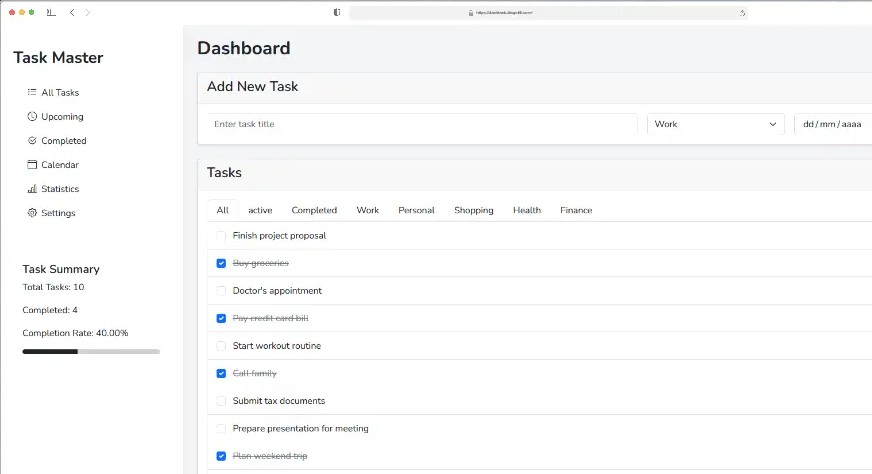 Task Master
All Tasks
Upcoming
Completed
Calendar
Statistics
Settings
Task Summary
Total Tasks: 10
Completed: 4
Completion Rate: 40.00%
Dashboard
Add New Task
Enter task title
Work
dd/mm/aaaa
Tasks
All active Completed Work Personal Shopping Health Finance
Finish project proposal
Buy groceries
Doctor's appointment
Pay credit card bill
Start workout routine
Call family
Submit tax documents
Prepare presentation for meeting
Plan weekend trip